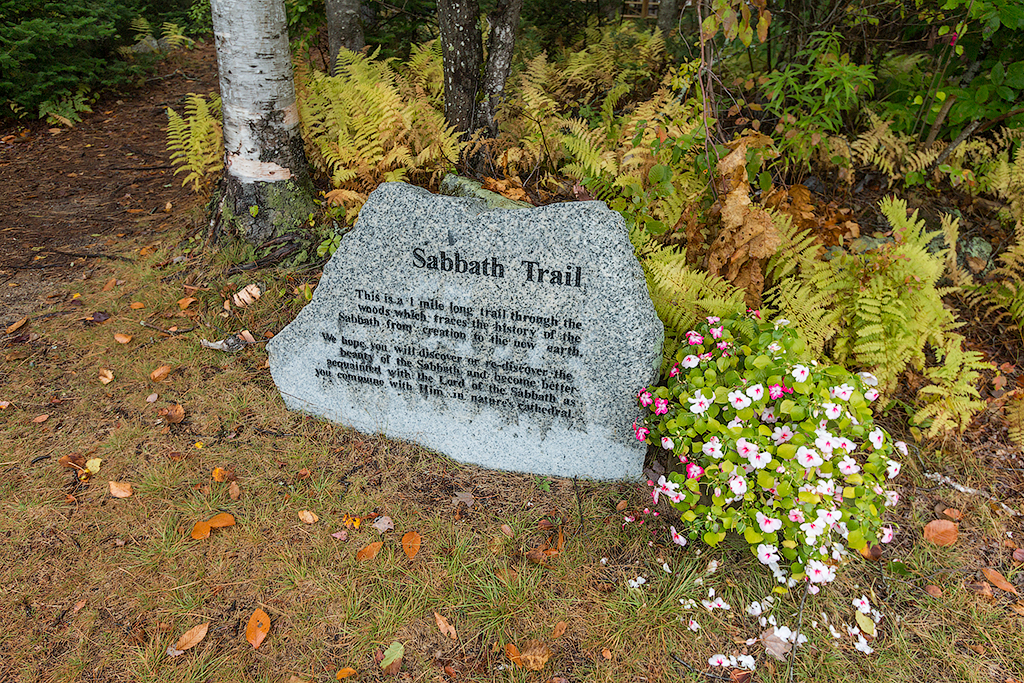 Sabbath Trail
This is a 1 mile long trail through the
woods which traces the history of the
Sabbath from creation to the new earth.
We hope you will discover or re-discover the
beauty of the Sabbath and become better
acquainted with the Lord of the Sabbath as
you commune with Him in nature's cathedral.